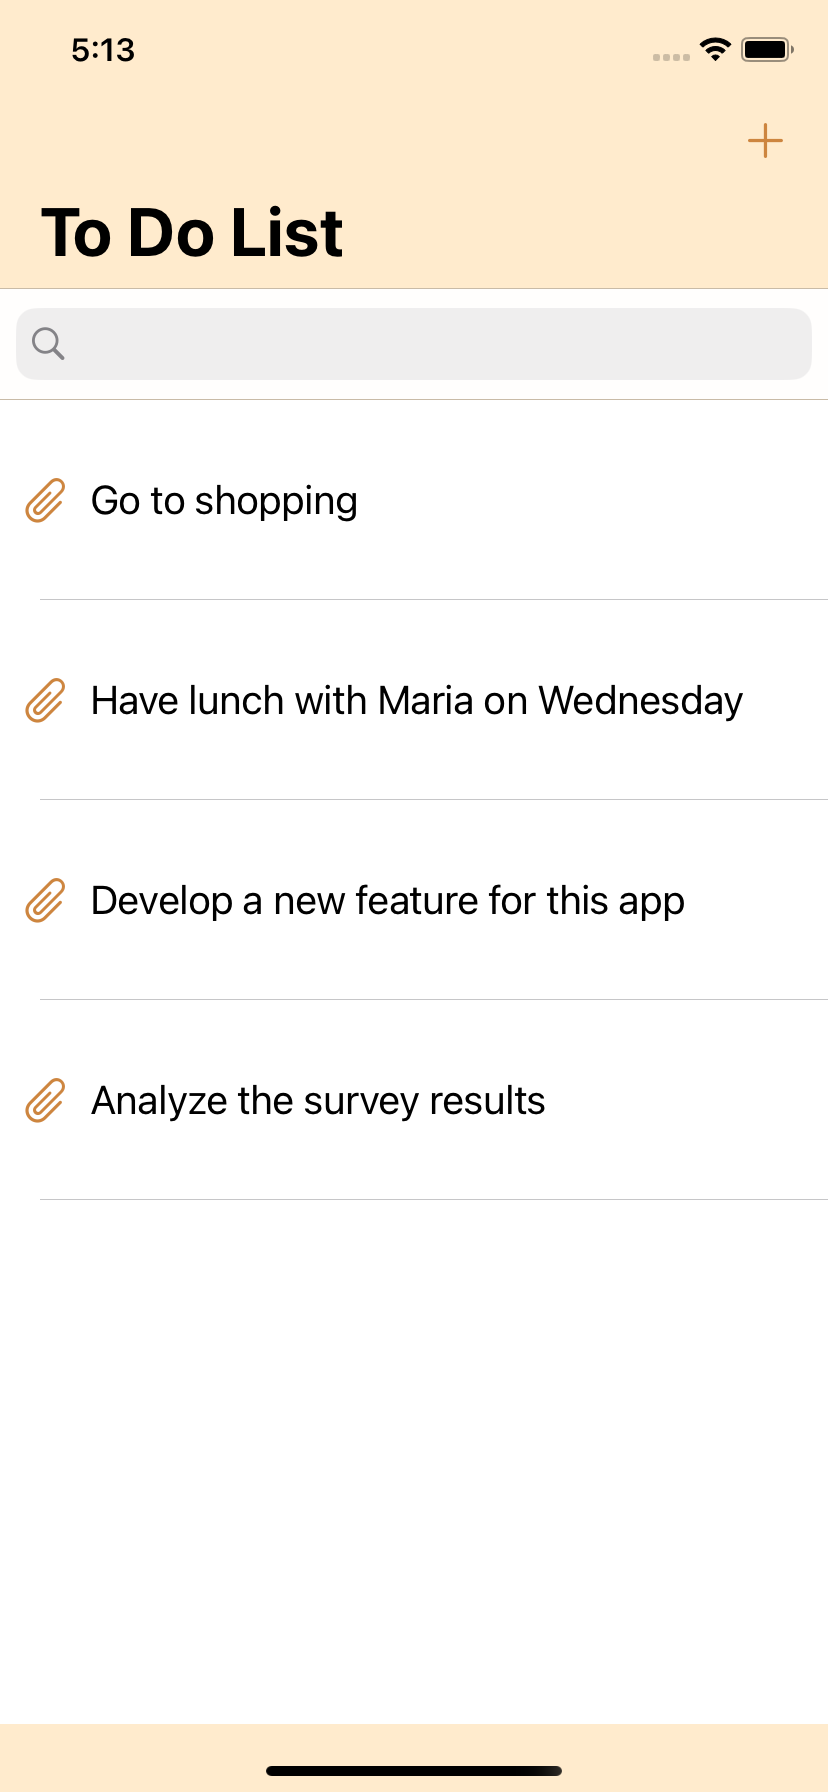 5:13
To Do List
Go to shopping
Have lunch with Maria on Wednesday
Develop a new feature for this app
Analyze the survey results